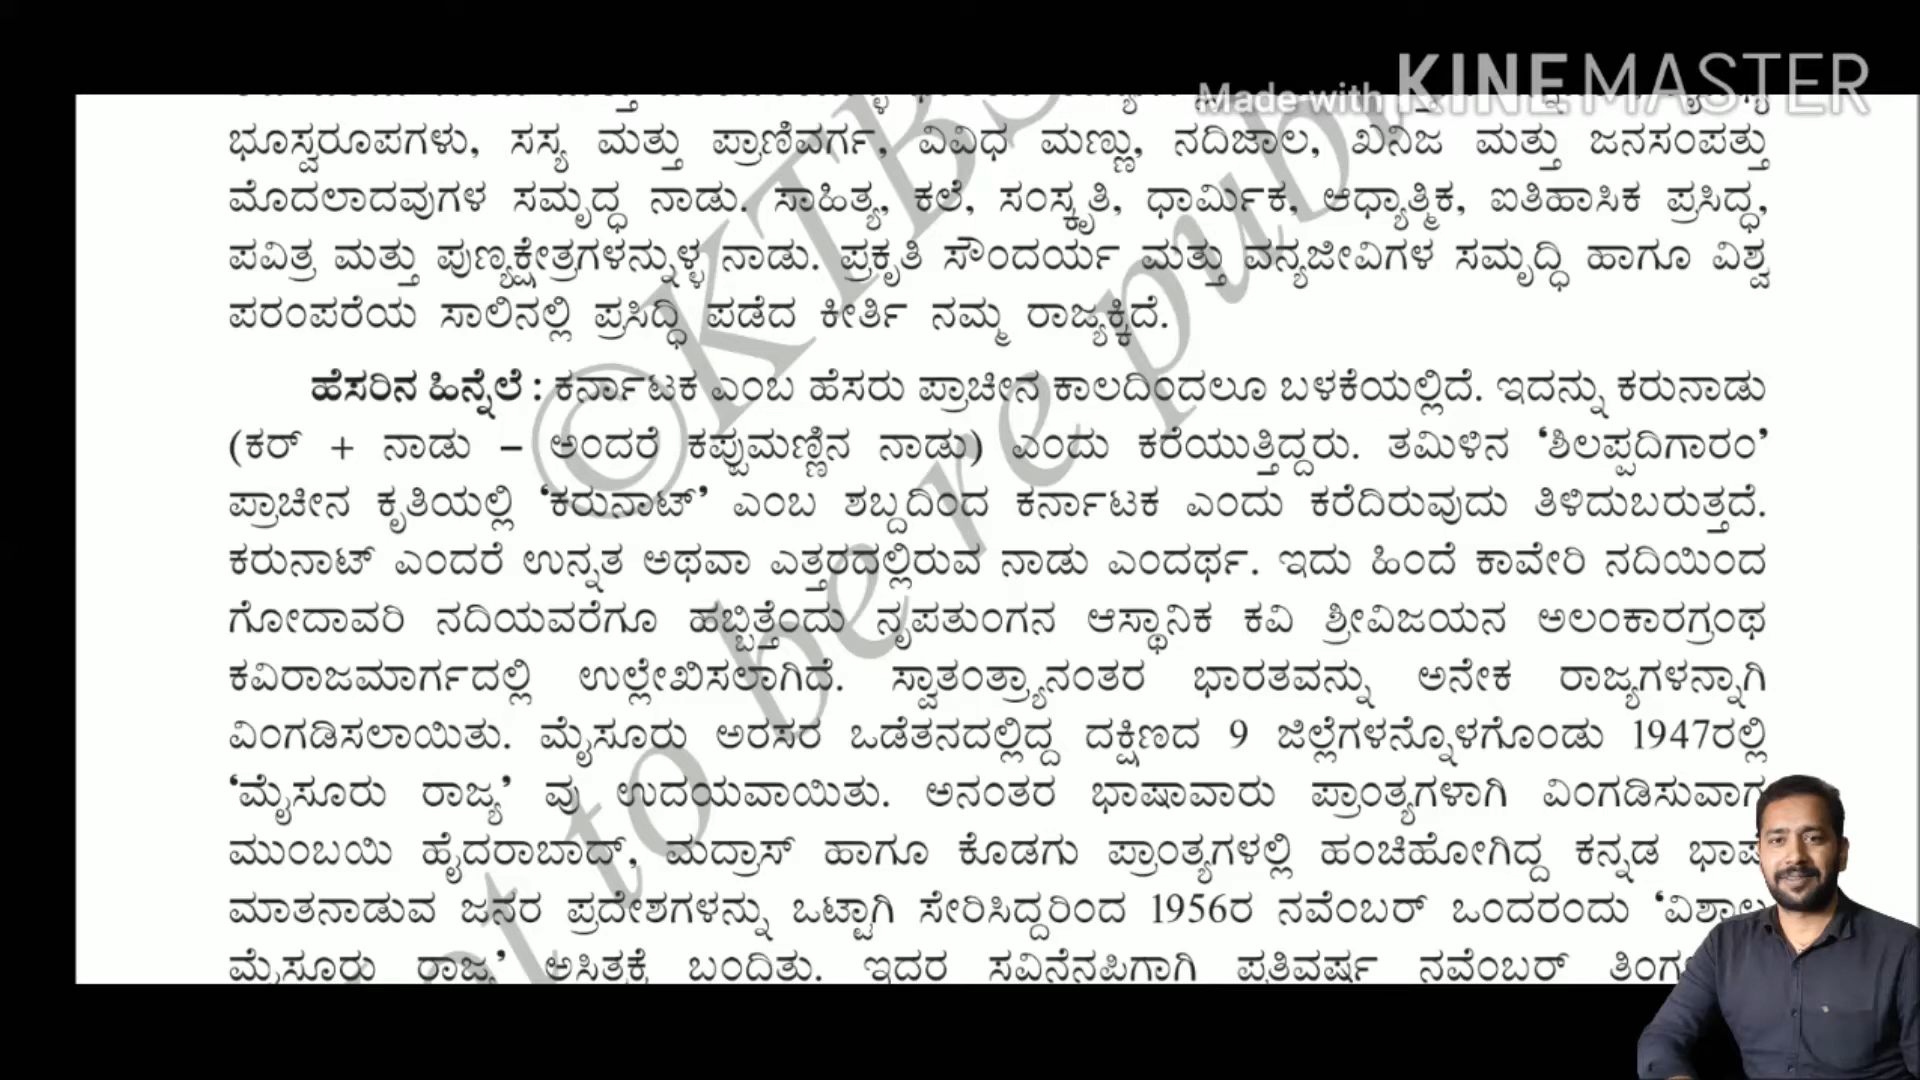 Made with KINEMASTER
ಭೂಸ್ವರೂಪಗಳು, ಸಸ್ಯ ಮತ್ತು ಪ್ರಾಣಿವರ್ಗ, ವಿವಿಧ ಮಣ್ಣು, ನದಿಜಾಲ, ಖನಿಜ ಮತ್ತು ಜನಸಂಪತ್ತು
ಮೊದಲಾದವುಗಳ ಸಮೃದ್ಧ ನಾಡು. ಸಾಹಿತ್ಯ, ಕಲೆ, ಸಂಸ್ಕೃತಿ, ಧಾರ್ಮಿಕ, ಆಧ್ಯಾತ್ಮಿಕ, ಐತಿಹಾಸಿಕ ಪ್ರಸಿದ್ಧ,
ಪವಿತ್ರ ಮತ್ತು ಪುಣ್ಯಕ್ಷೇತ್ರಗಳನ್ನುಳ್ಳ ನಾಡು. ಪ್ರಕೃತಿ ಸೌಂದರ್ಯ ಮತ್ತು ವನ್ಯಜೀವಿಗಳ ಸಮೃದ್ಧಿ ಹಾಗೂ ವಿಶ್ವ
ಪರಂಪರೆಯ ಸಾಲಿನಲ್ಲಿ ಪ್ರಸಿದ್ಧಿ ಪಡೆದ ಕೀರ್ತಿ ನಮ್ಮ ರಾಜ್ಯಕ್ಕಿದೆ.
ಹೆಸರಿನ ಹಿನ್ನೆಲೆ : ಕರ್ನಾಟಕ ಎಂಬ ಹೆಸರು ಪ್ರಾಚೀನ ಕಾಲದಿಂದಲೂ ಬಳಕೆಯಲ್ಲಿದೆ. ಇದನ್ನು ಕರುನಾಡು
(ಕರ್ + ನಾಡು – ಅಂದರೆ ಕಪ್ಪುಮಣ್ಣಿನ ನಾಡು) ಎಂದು ಕರೆಯುತ್ತಿದ್ದರು. ತಮಿಳಿನ ‘ಶಿಲಪ್ಪದಿಗಾರಂ’
ಪ್ರಾಚೀನ ಕೃತಿಯಲ್ಲಿ ‘ಕರುನಾಟ್’ ಎಂಬ ಶಬ್ದದಿಂದ ಕರ್ನಾಟಕ ಎಂದು ಕರೆದಿರುವುದು ತಿಳಿದುಬರುತ್ತದೆ.
ಕರುನಾಟ್ ಎಂದರೆ ಉನ್ನತ ಅಥವಾ ಎತ್ತರದಲ್ಲಿರುವ ನಾಡು ಎಂದರ್ಥ. ಇದು ಹಿಂದೆ ಕಾವೇರಿ ನದಿಯಿಂದ
ಗೋದಾವರಿ ನದಿಯವರೆಗೂ ಹಬ್ಬಿತ್ತೆಂದು ನೃಪತುಂಗನ ಆಸ್ಥಾನಿಕ ಕವಿ ಶ್ರೀವಿಜಯನ ಅಲಂಕಾರಗ್ರಂಥ
ಕವಿರಾಜಮಾರ್ಗದಲ್ಲಿ ಉಲ್ಲೇಖಿಸಲಾಗಿದೆ. ಸ್ವಾತಂತ್ರ್ಯಾನಂತರ ಭಾರತವನ್ನು ಅನೇಕ ರಾಜ್ಯಗಳನ್ನಾಗಿ
ವಿಂಗಡಿಸಲಾಯಿತು. ಮೈಸೂರು ಅರಸರ ಒಡೆತನದಲ್ಲಿದ್ದ ದಕ್ಷಿಣದ 9 ಜಿಲ್ಲೆಗಳನ್ನೊಳಗೊಂಡು 1947ರಲ್ಲಿ
‘ಮೈಸೂರು ರಾಜ್ಯ’ ವು ಉದಯವಾಯಿತು. ಅನಂತರ ಭಾಷಾವಾರು ಪ್ರಾಂತ್ಯಗಳಾಗಿ ವಿಂಗಡಿಸುವಾಗ
ಮುಂಬಯಿ ಹೈದರಾಬಾದ್, ಮದ್ರಾಸ್ ಹಾಗೂ ಕೊಡಗು ಪ್ರಾಂತ್ಯಗಳಲ್ಲಿ ಹಂಚಿಹೋಗಿದ್ದ ಕನ್ನಡ
ಮಾತನಾಡುವ ಜನರ ಪ್ರದೇಶಗಳನ್ನು ಒಟ್ಟಾಗಿ ಸೇರಿಸಿದ್ದರಿಂದ 1956ರ ನವೆಂಬರ್ ಒಂದರಂದು ‘ವಿಶಾಲ
ಮೈಸೂರು ರಾಜ್ಯ’ ಅಸ್ತಿತ್ವಕ್ಕೆ ಬಂದಿತು. ಇದರ ಸವಿನೆನಪಿಗಾಗಿ ಪ್ರತಿವರ್ಷ ನವೆಂಬರ್
©KTBS
not to be re